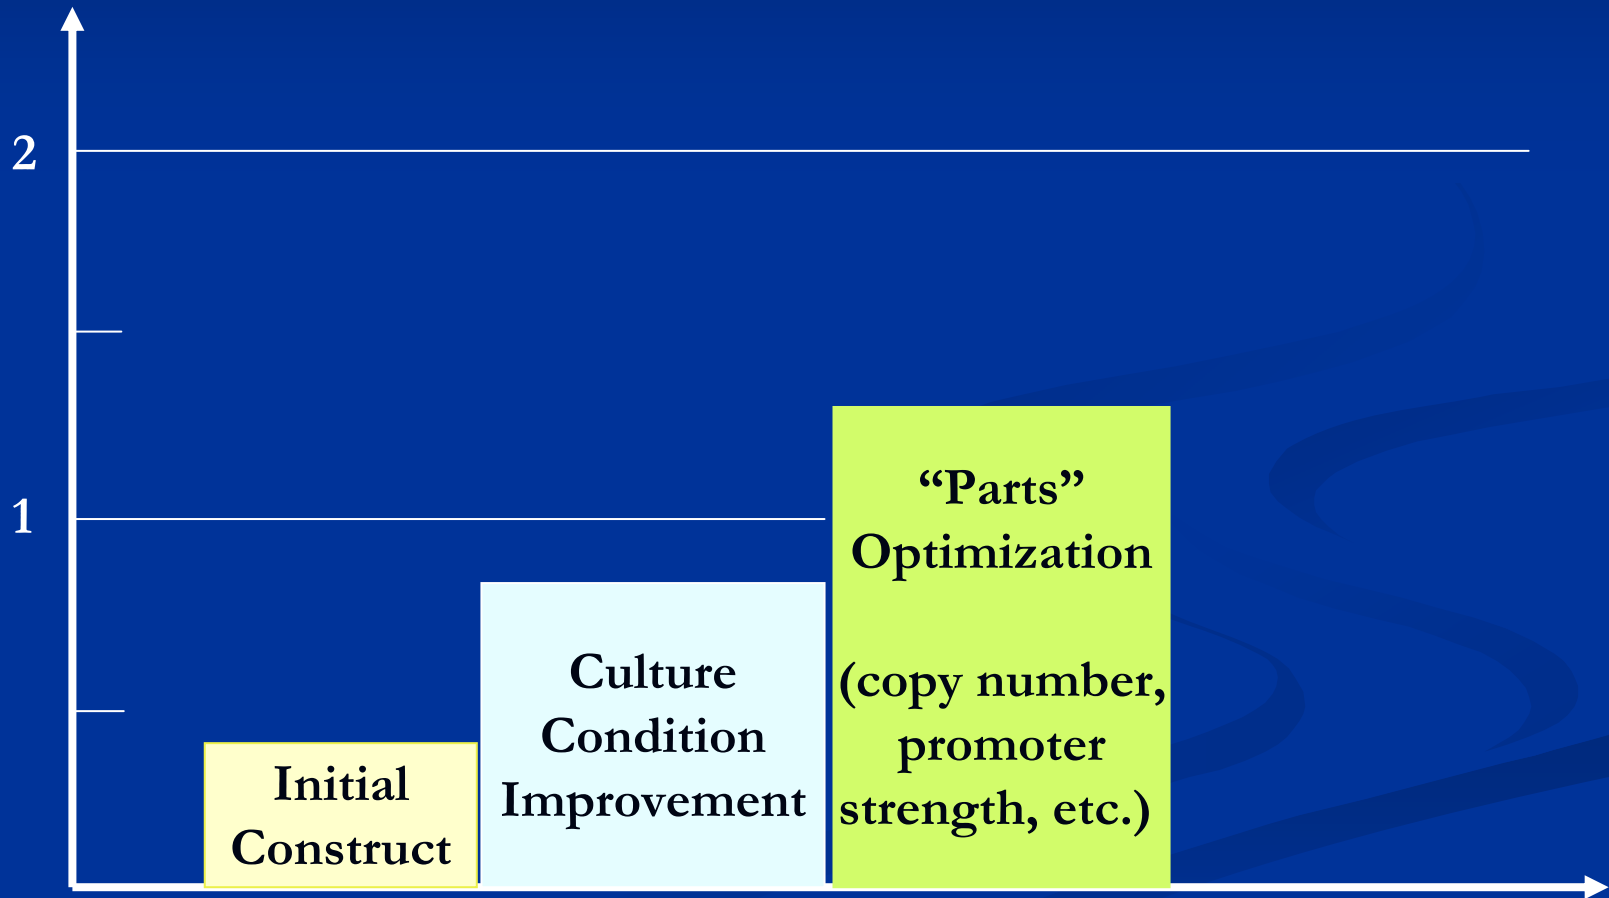 2
1
Initial
Construct
Culture
Condition
Improvement
“Parts”
Optimization
(copy number,
promoter
strength, etc.)